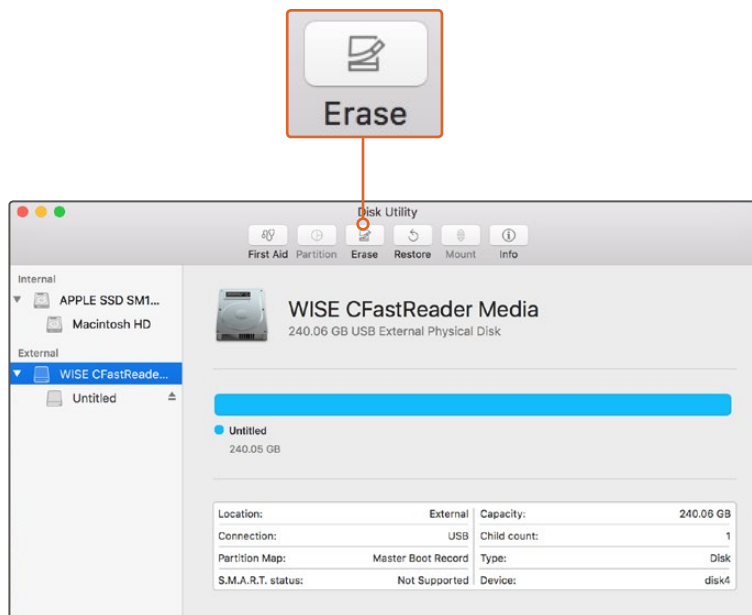 Erase
Disk Utility
First Aid Partition Erase Restore Mount Info
Internal
APPLE SSD SM1...
Macintosh HD
External
WISE CFastReade...
Untitled
WISE CFastReader Media
240.06 GB USB External Physical Disk
Untitled
240.05 GB
Location: External Capacity: 240.06 GB
Connection: USB Child count: 1
Partition Map: Master Boot Record Type: Disk
S.M.A.R.T. status: Not Supported Device: disk4